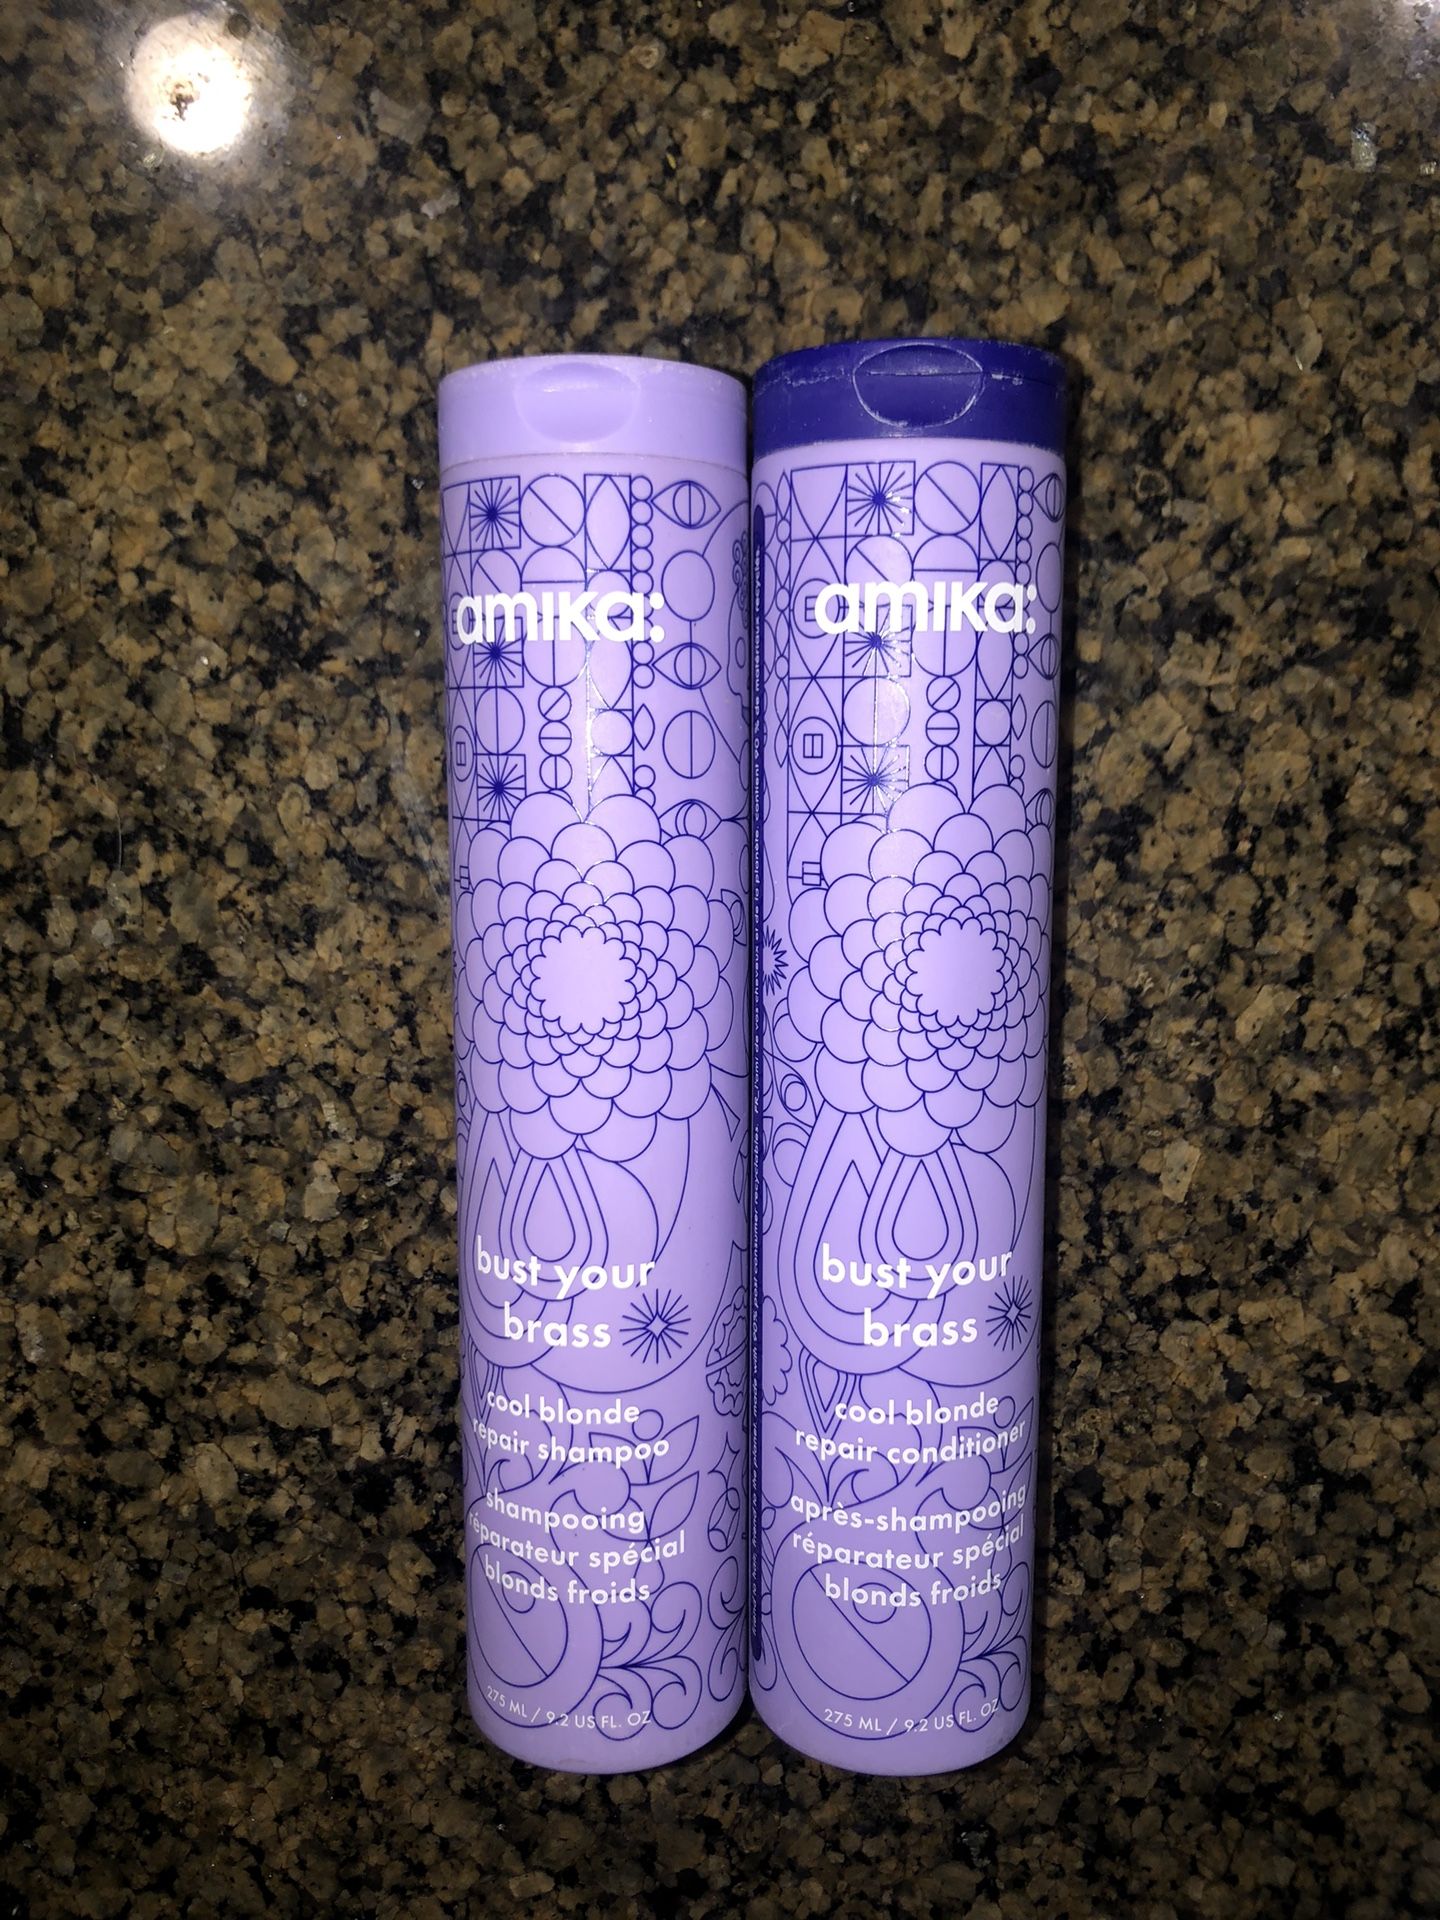 amika:
bust your
brass
cool blonde
repair shampoo
shampooing
réparateur spécial
blonds froids
275 ML / 9.2 US FL. OZ
amika:
bust your
brass
cool blonde
repair conditioner
après-shampooing
réparateur spécial
blonds froids
275 ML / 9.2 US FL. OZ